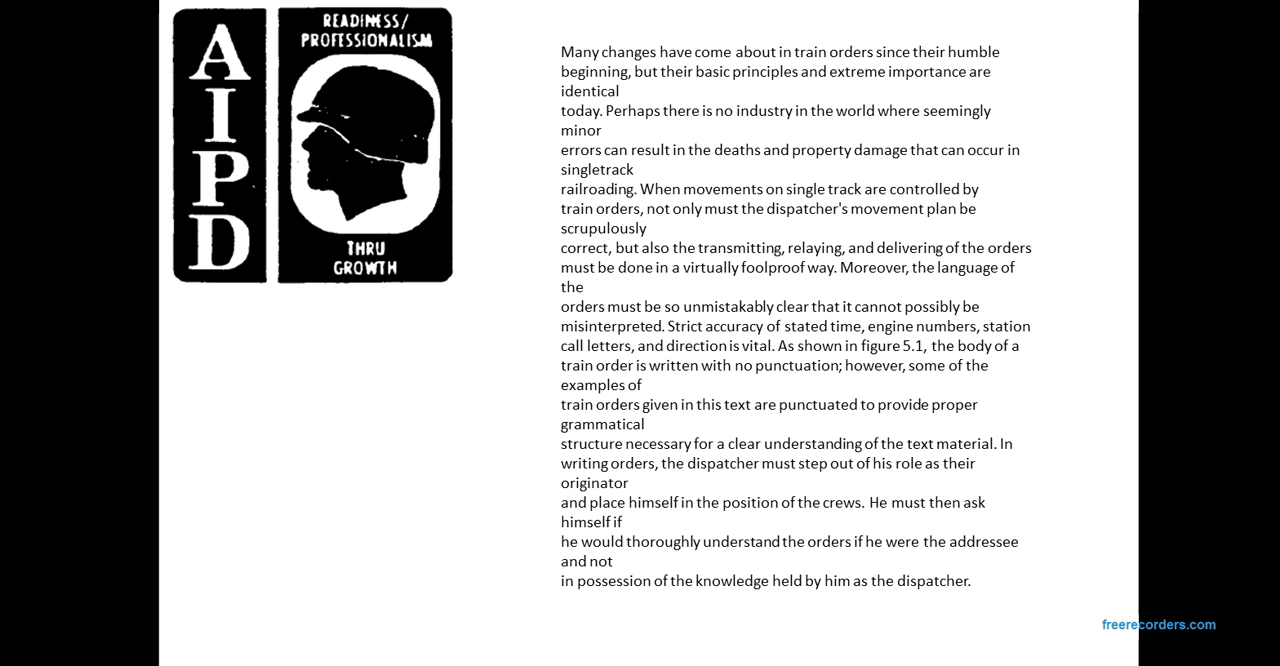 A
I
P
D
READINESS/
PROFESSIONALISM
THRU
GROWTH
Many changes have come about in train orders since their humble
beginning, but their basic principles and extreme importance are
identical
today. Perhaps there is no industry in the world where seemingly
minor
errors can result in the deaths and property damage that can occur in
singletrack
railroading. When movements on single track are controlled by
train orders, not only must the dispatcher's movement plan be
scrupulously
correct, but also the transmitting, relaying, and delivering of the orders
must be done in a virtually foolproof way. Moreover, the language of
the
orders must be so unmistakably clear that it cannot possibly be
misinterpreted. Strict accuracy of stated time, engine numbers, station
call letters, and direction is vital. As shown in figure 5.1, the body of a
train order is written with no punctuation; however, some of the
examples of
train orders given in this text are punctuated to provide proper
grammatical
structure necessary for a clear understanding of the text material. In
writing orders, the dispatcher must step out of his role as their
originator
and place himself in the position of the crews. He must then ask
himself if
he would thoroughly understand the orders if he were the addressee
and not
in possession of the knowledge held by him as the dispatcher.
freerecorders.com